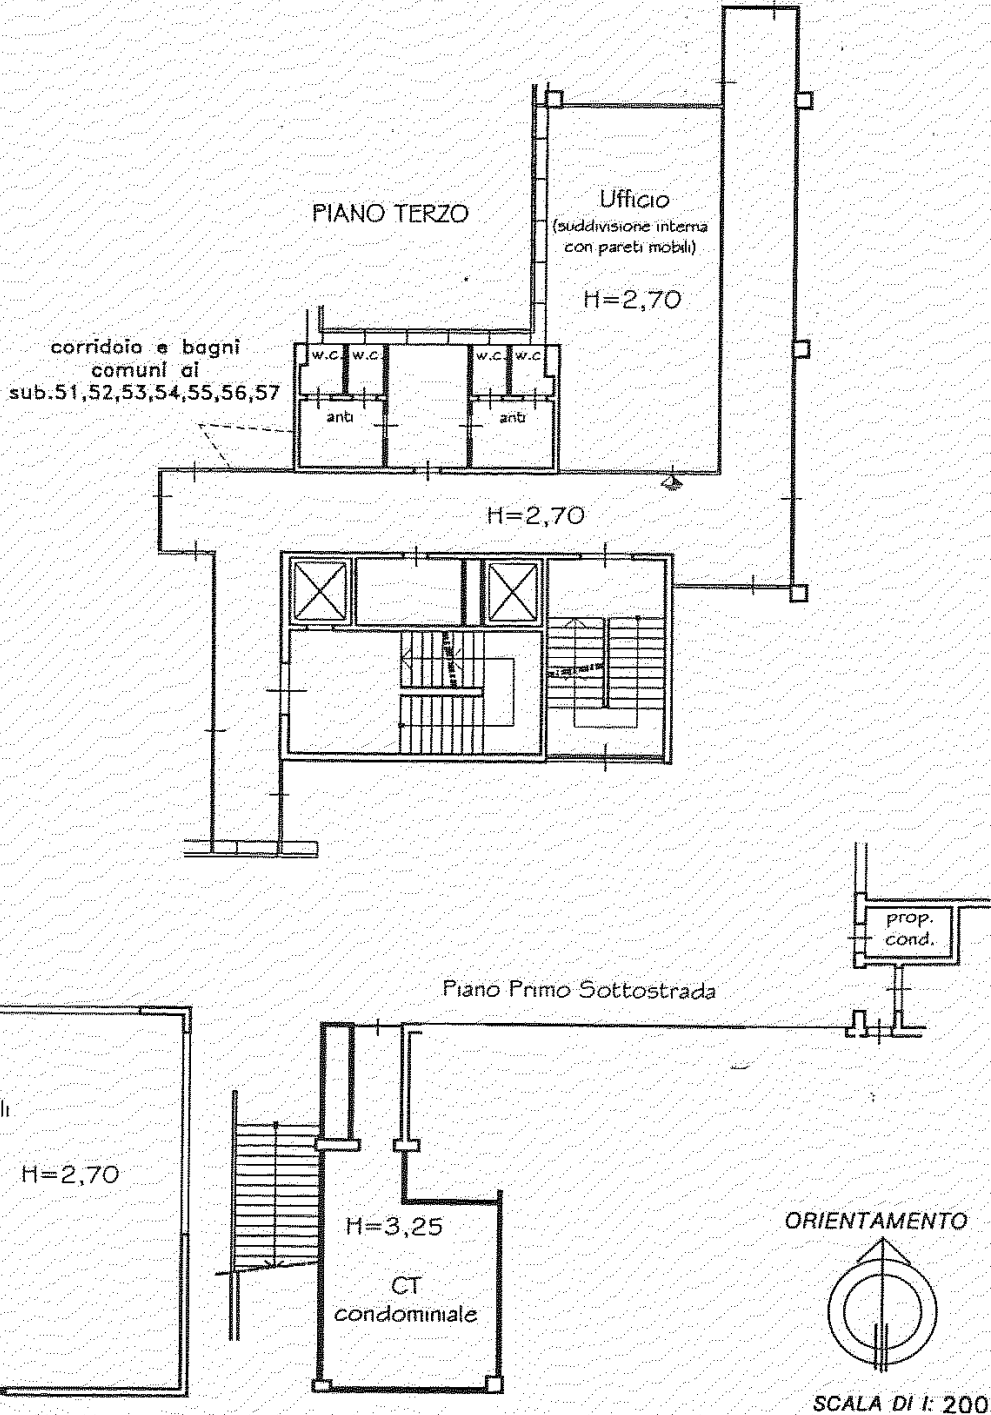 PIANO TERZO
Ufficio
(suddivisione interna
con pareti mobili)
H=2,70
corridoio e bagni
comuni ai
sub.51,52,53,54,55,56,57
w.c.
w.c.
w.c.
w.c.
anti
anti
H=2,70
prop.
cond.
Piano Primo Sottostrada
li
H=2,70
H=3,25
CT
condominiale
ORIENTAMENTO
SCALA DI 1: 200